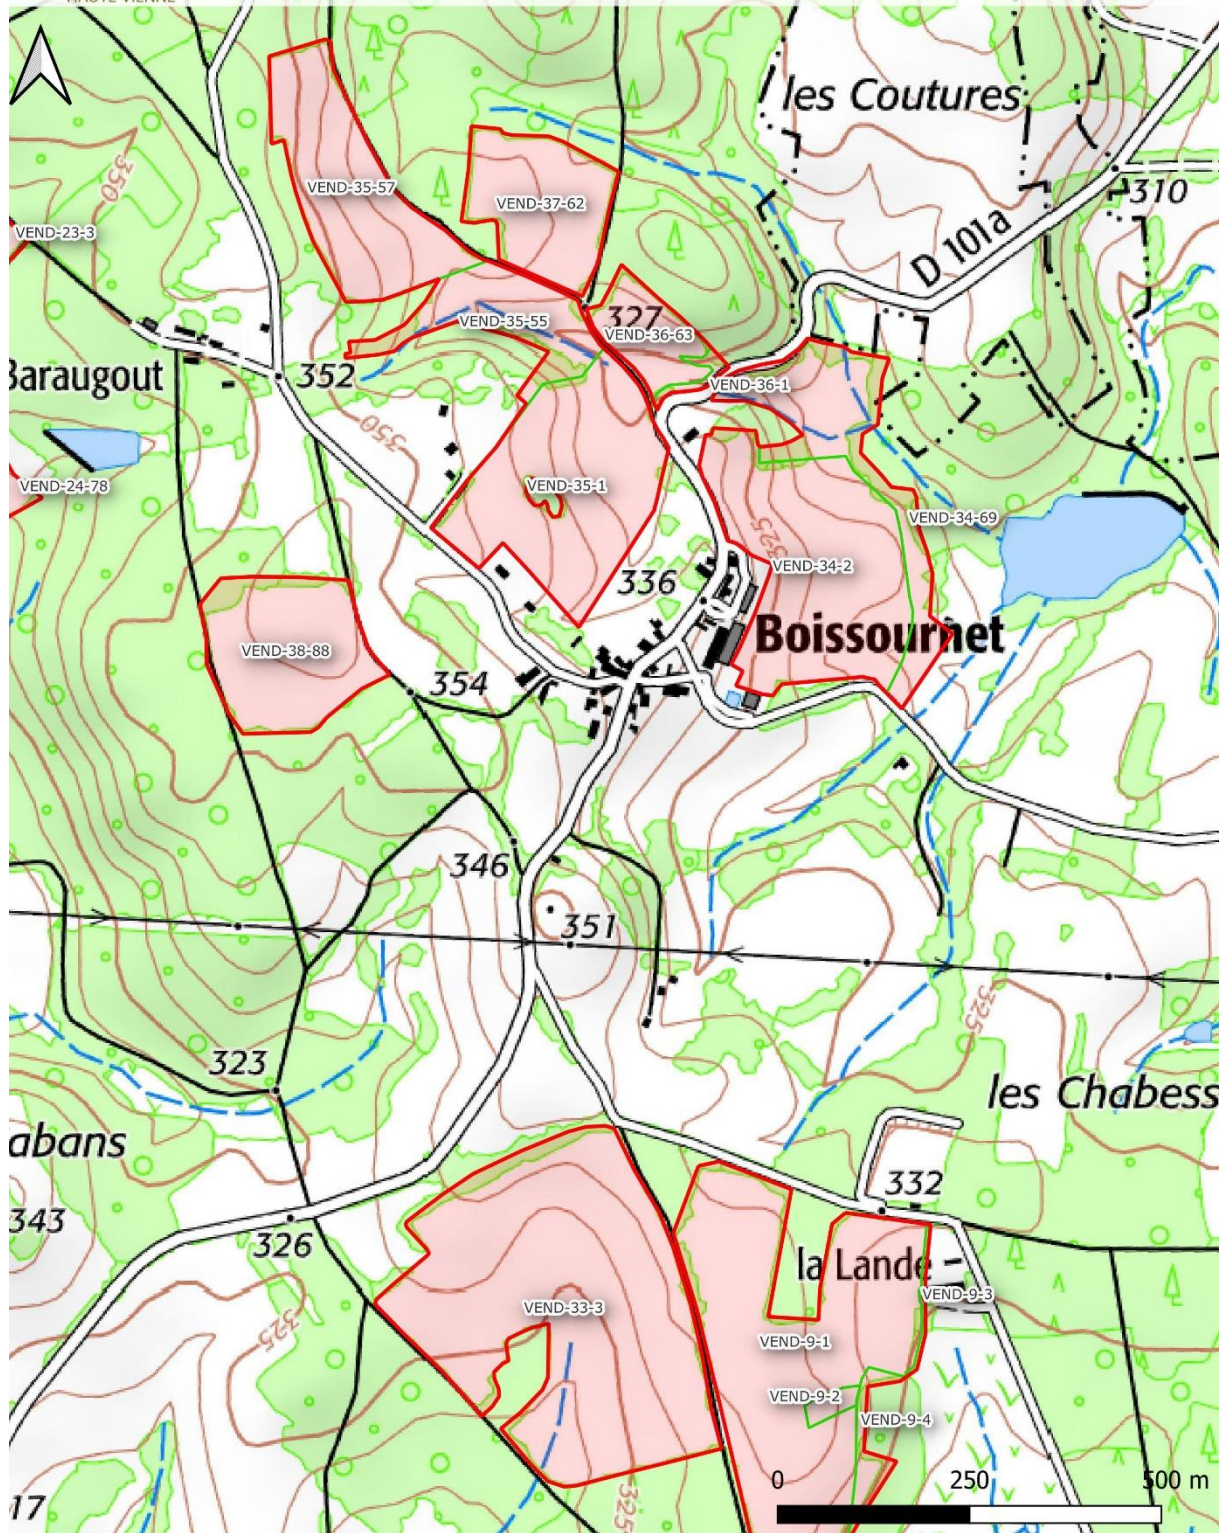 HAUTE-VIENNE
les Coutures
350
VEND-35-57
VEND-37-62
310
VEND-23-3
D 101a
327
VEND-35-55
VEND-36-63
Baraugout
352
VEND-36-1
350
VEND-24-78
VEND-35-1
VEND-34-69
325
VEND-34-2
336
Boissournet
VEND-38-88
354
346
351
325
323
les Chabess
abans
332
343
326
la Lande
VEND-9-3
VEND-33-3
325
VEND-9-1
VEND-9-2
VEND-9-4
0 250 500 m
325
17